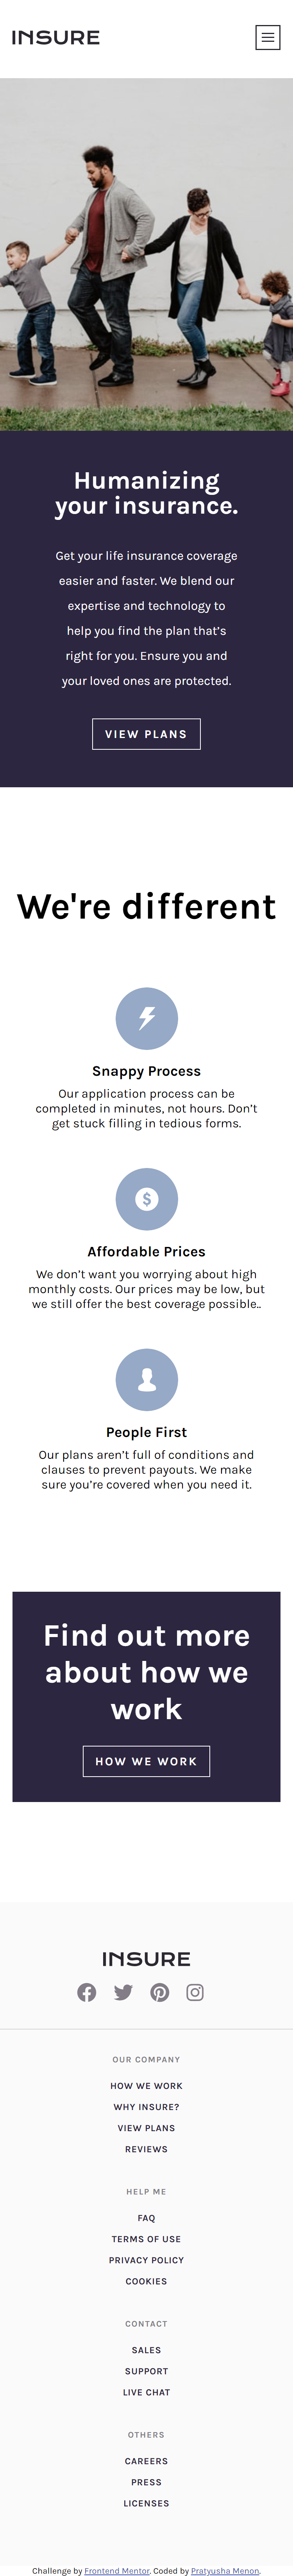 INSURE
Humanizing
your insurance.
Get your life insurance coverage
easier and faster. We blend our
expertise and technology to
help you find the plan that’s
right for you. Ensure you and
your loved ones are protected.
VIEW PLANS
We're different
Snappy Process
Our application process can be
completed in minutes, not hours. Don’t
get stuck filling in tedious forms.
Affordable Prices
We don’t want you worrying about high
monthly costs. Our prices may be low, but
we still offer the best coverage possible..
People First
Our plans aren’t full of conditions and
clauses to prevent payouts. We make
sure you’re covered when you need it.
Find out more
about how we
work
HOW WE WORK
INSURE
OUR COMPANY
HOW WE WORK
WHY INSURE?
VIEW PLANS
REVIEWS
HELP ME
FAQ
TERMS OF USE
PRIVACY POLICY
COOKIES
CONTACT
SALES
SUPPORT
LIVE CHAT
OTHERS
CAREERS
PRESS
LICENSES
Challenge by Frontend Mentor. Coded by Pratyusha Menon.